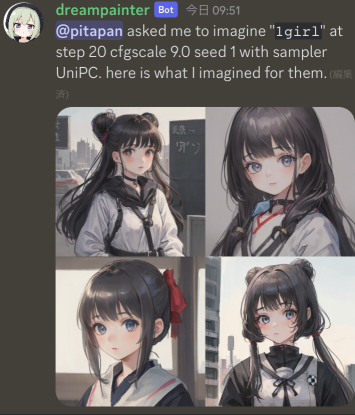 dreampainter Bot 今日 09:51
@pitapan asked me to imagine "1girl" at
step 20 cfgscale 9.0 seed 1 with sampler
UniPC. here is what I imagined for them. (編集
済)